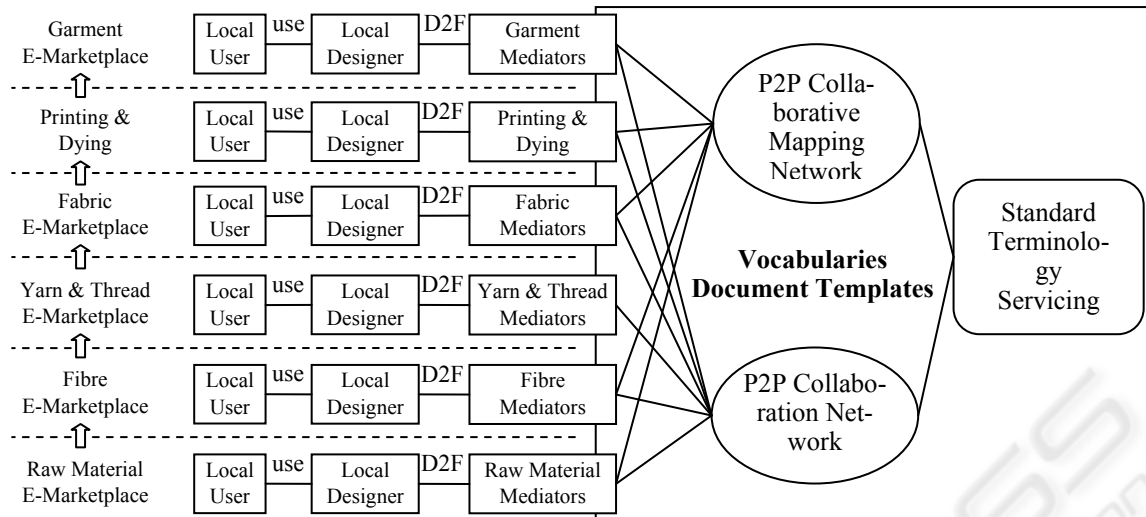 Garment
E-Marketplace
Local
User
use
Local
Designer
D2F
Garment
Mediators
Printing &
Dying
Local
User
use
Local
Designer
D2F
Printing &
Dying
Fabric
E-Marketplace
Local
User
use
Local
Designer
D2F
Fabric
Mediators
Yarn & Thread
E-Marketplace
Local
User
use
Local
Designer
D2F
Yarn & Thread
Mediators
Fibre
E-Marketplace
Local
User
use
Local
Designer
D2F
Fibre
Mediators
Raw Material
E-Marketplace
Local
User
use
Local
Designer
D2F
Raw Material
Mediators
P2P Colla-
borative
Mapping
Network
Vocabularies
Document Templates
P2P Collabo-
ration Net-
work
Standard
Terminolo-
gy
Servicing